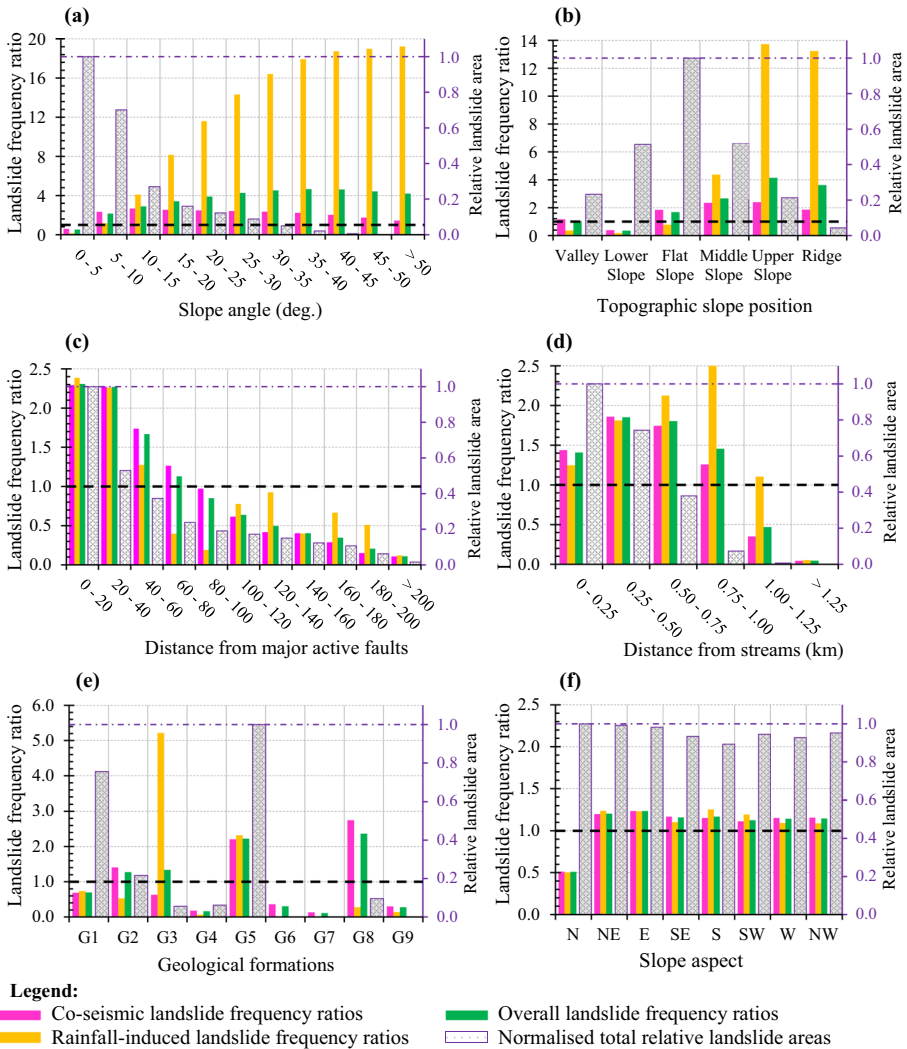 (a)
Landslide frequency ratio
20
16
12
8
4
0
1.0
0.8
0.6
0.4
0.2
0.0
Relative landslide area
0 - 5
5 - 10
10 - 15
15 - 20
20 - 25
25 - 30
30 - 35
35 - 40
40 - 45
45 - 50
> 50
Slope angle (deg.)
(b)
Landslide frequency ratio
14
12
10
8
6
4
2
0
1.0
0.8
0.6
0.4
0.2
0.0
Relative landslide area
Valley Lower Flat Middle Upper Ridge
Slope Slope Slope Slope
Topographic slope position
(c)
Landslide frequency ratio
2.5
2.0
1.5
1.0
0.5
0.0
1.0
0.8
0.6
0.4
0.2
0.0
Relative landslide area
0 - 20
20 - 40
40 - 60
60 - 80
80 - 100
100 - 120
120 - 140
140 - 160
160 - 180
180 - 200
> 200
Distance from major active faults
(d)
Landslide frequency ratio
2.5
2.0
1.5
1.0
0.5
0.0
1.0
0.8
0.6
0.4
0.2
0.0
Relative landslide area
0 - 0.25
0.25 - 0.50
0.50 - 0.75
0.75 - 1.00
1.00 - 1.25
> 1.25
Distance from streams (km)
(e)
Landslide frequency ratio
6.0
5.0
4.0
3.0
2.0
1.0
0.0
1.0
0.8
0.6
0.4
0.2
0.0
Relative landslide area
G1 G2 G3 G4 G5 G6 G7 G8 G9
Geological formations
(f)
Landslide frequency ratio
2.5
2.0
1.5
1.0
0.5
0.0
1.0
0.8
0.6
0.4
0.2
0.0
Relative landslide area
N NE E SE S SW W NW
Slope aspect
Legend:
Co-seismic landslide frequency ratios
Overall landslide frequency ratios
Rainfall-induced landslide frequency ratios
Normalised total relative landslide areas